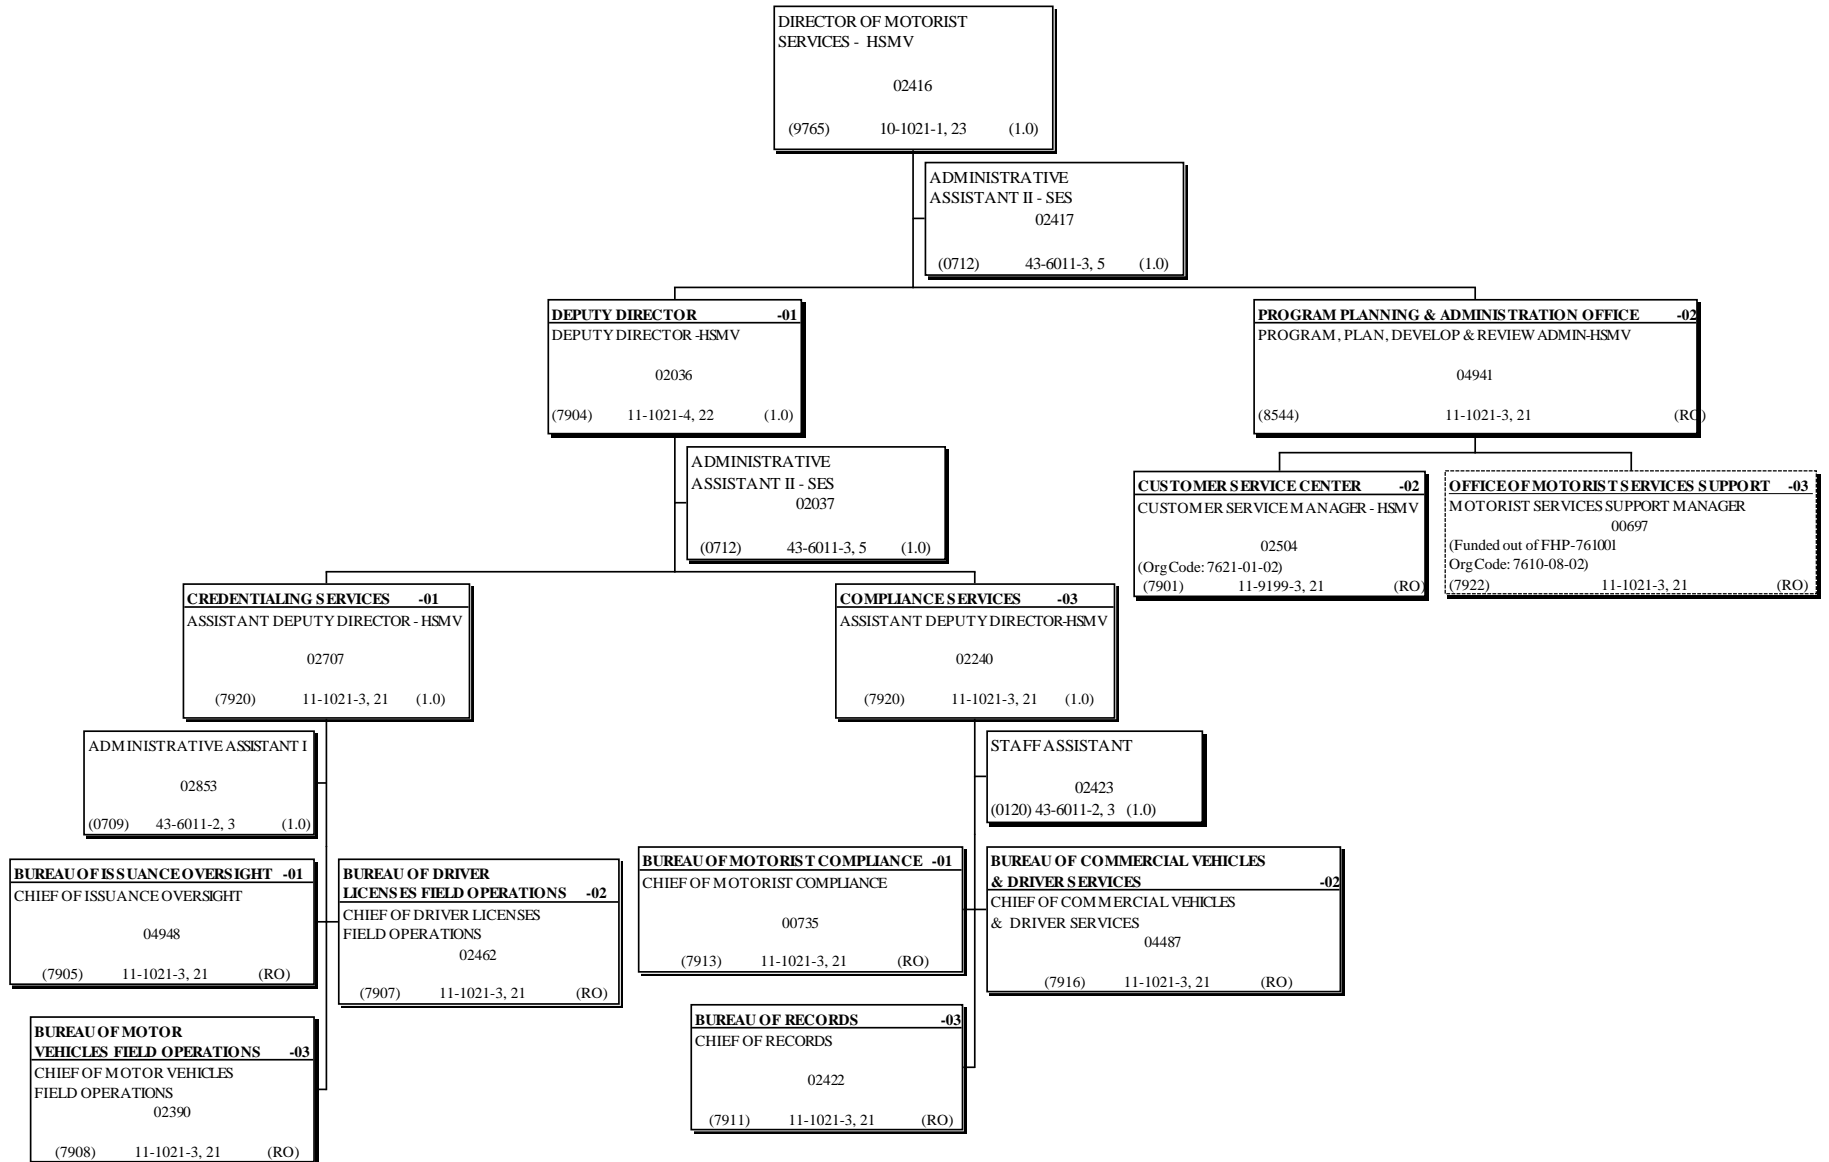 DIRECTOR OF MOTORIST
SERVICES - HSMV
02416
(9765) 10-1021-1, 23 (1.0)
ADMINISTRATIVE
ASSISTANT II - SES
02417
(0712) 43-6011-3, 5 (1.0)
DEPUTY DIRECTOR -01
DEPUTY DIRECTOR -HSMV
02036
(7904) 11-1021-4, 22 (1.0)
PROGRAM PLANNING & ADMINISTRATION OFFICE -02
PROGRAM, PLAN, DEVELOP & REVIEW ADMIN-HSMV
04941
(8544) 11-1021-3, 21 (RO)
ADMINISTRATIVE
ASSISTANT II - SES
02037
(0712) 43-6011-3, 5 (1.0)
CUSTOMER SERVICE CENTER -02
CUSTOMER SERVICE MANAGER - HSMV
02504
(Org Code: 7621-01-02)
(7901) 11-9199-3, 21 (RO)
OFFICE OF MOTORIST SERVICES SUPPORT -03
MOTORIST SERVICES SUPPORT MANAGER
00697
(Funded out of FHP-761001
Org Code: 7610-08-02)
(7922) 11-1021-3, 21 (RO)
CREDENTIALING SERVICES -01
ASSISTANT DEPUTY DIRECTOR - HSMV
02707
(7920) 11-1021-3, 21 (1.0)
COMPLIANCE SERVICES -03
ASSISTANT DEPUTY DIRECTOR-HSMV
02240
(7920) 11-1021-3, 21 (1.0)
ADMINISTRATIVE ASSISTANT I
02853
(0709) 43-6011-2, 3 (1.0)
STAFF ASSISTANT
02423
(0120) 43-6011-2, 3 (1.0)
BUREAU OF ISSUANCE OVERSIGHT -01
CHIEF OF ISSUANCE OVERSIGHT
04948
(7905) 11-1021-3, 21 (RO)
BUREAU OF DRIVER
LICENSES FIELD OPERATIONS -02
CHIEF OF DRIVER LICENSES
FIELD OPERATIONS
02462
(7907) 11-1021-3, 21 (RO)
BUREAU OF MOTORIST COMPLIANCE -01
CHIEF OF MOTORIST COMPLIANCE
00735
(7913) 11-1021-3, 21 (RO)
BUREAU OF COMMERCIAL VEHICLES
& DRIVER SERVICES -02
CHIEF OF COMMERCIAL VEHICLES
& DRIVER SERVICES
04487
(7916) 11-1021-3, 21 (RO)
BUREAU OF MOTOR
VEHICLES FIELD OPERATIONS -03
CHIEF OF MOTOR VEHICLES
FIELD OPERATIONS
02390
(7908) 11-1021-3, 21 (RO)
BUREAU OF RECORDS -03
CHIEF OF RECORDS
02422
(7911) 11-1021-3, 21 (RO)